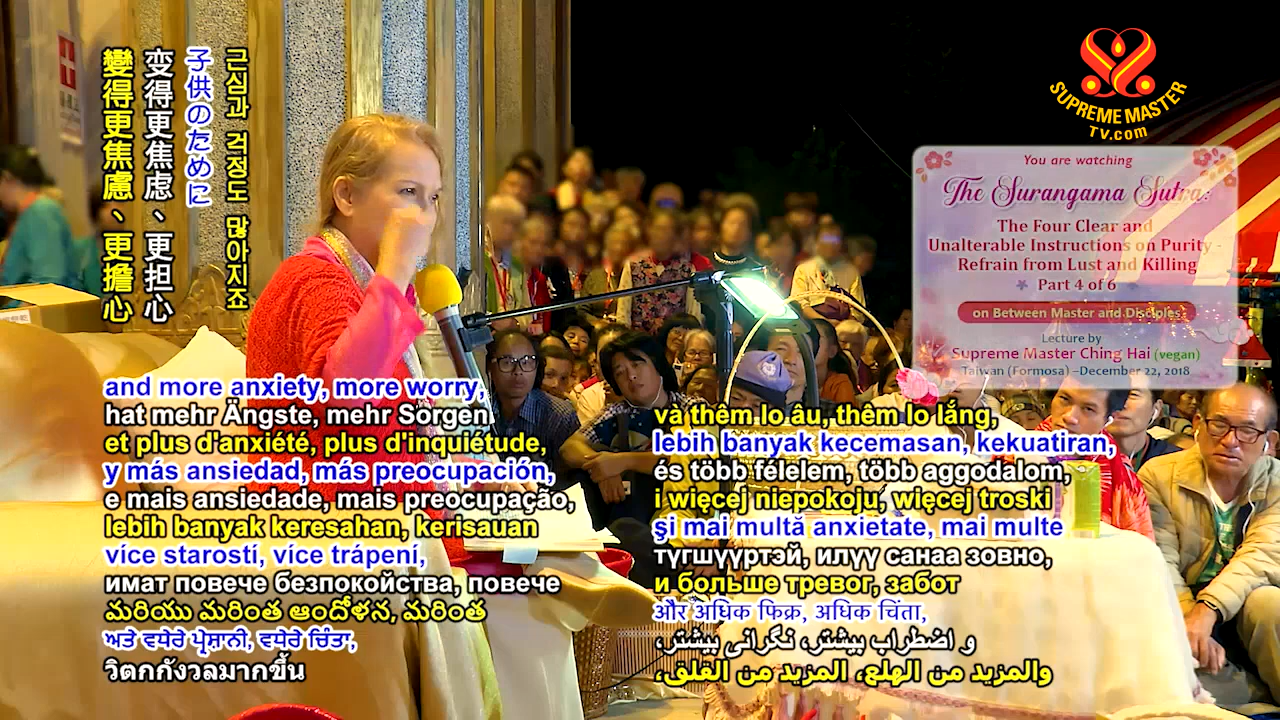 變得更焦慮、更擔心
变得更焦虑、更担心
子供のために
근심과 걱정도 많아지죠
SUPREME MASTER
TV.com
You are watching
The Surangama Sutra:
The Four Clear and
Unalterable Instructions on Purity -
Refrain from Lust and Killing
Part 4 of 6
on Between Master and Disciples
Lecture by
Supreme Master Ching Hai (vegan)
Taiwan (Formosa) –December 22, 2018
and more anxiety, more worry,
hat mehr Ängste, mehr Sorgen
et plus d'anxiété, plus d'inquiétude,
y más ansiedad, más preocupación,
e mais ansiedade, mais preocupação,
lebih banyak keresahan, kerisauan
více starostí, více trápení,
имат повече безпокойства, повече
మరియు మరింత ఆందోళన, మరింత
ਅਤੇ ਵਧੇਰੇ ਪ੍ਰੇਸ਼ਾਨੀ, ਵਧੇਰੇ ਚਿੰਤਾ,
วิตกกังวลมากขึ้น
và thêm lo âu, thêm lo lắng,
lebih banyak kecemasan, kekuatiran,
és több félelem, több aggodalom,
i więcej niepokoju, więcej troski
şi mai multă anxietate, mai multe
түгшүүртэй, илүү санаа зовно,
и больше тревог, забот
और अधिक फिक्र, अधिक चिंता,
و اضطراب بیشتر، نگرانی بیشتر،
والمزيد من الهلع، المزيد من القلق،